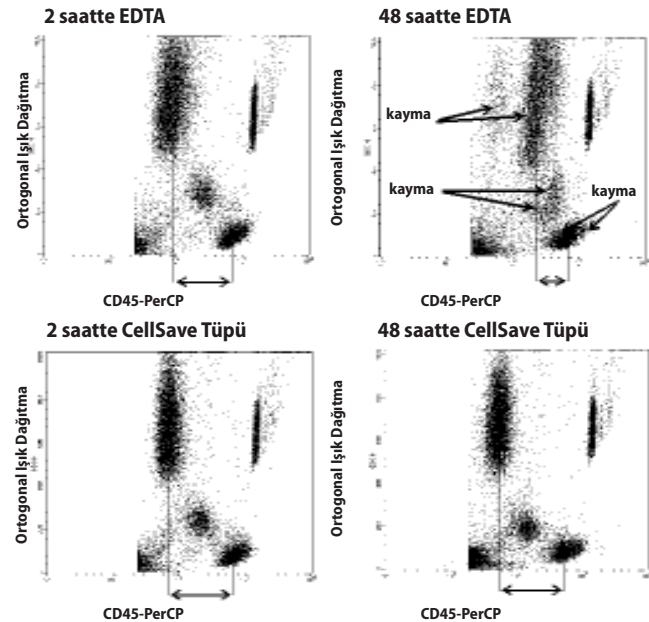 2 saatte EDTA
48 saatte EDTA
Ortogonal Işık Dağıtma
Ortogonal Işık Dağıtma
kayma
kayma
kayma
CD45-PerCP
CD45-PerCP
2 saatte CellSave Tüpü
48 saatte CellSave Tüpü
Ortogonal Işık Dağıtma
Ortogonal Işık Dağıtma
CD45-PerCP
CD45-PerCP